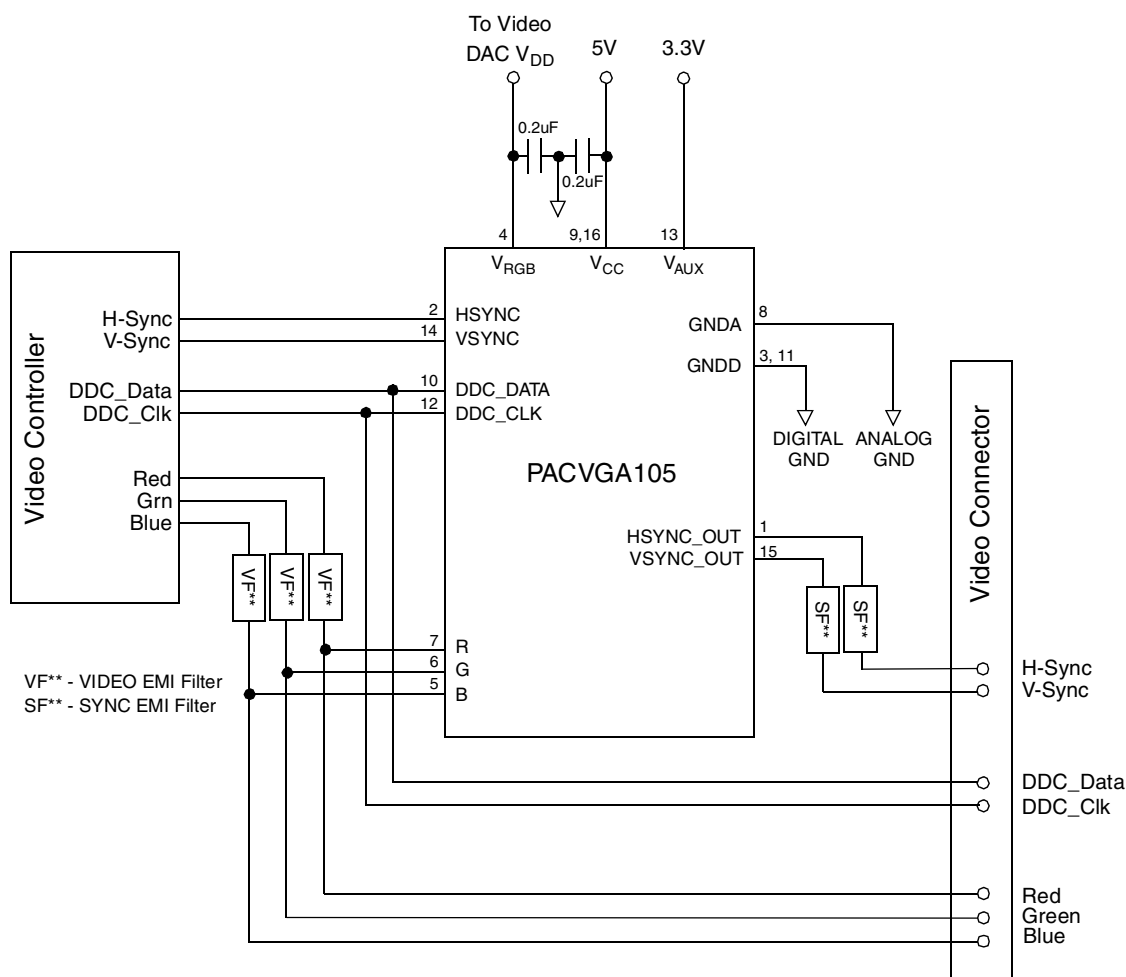 To Video
DAC VDD
5V
3.3V
0.2uF
0.2uF
4
9,16
13
VRGB
VCC
VAUX
Video Controller
H-Sync
V-Sync
DDC_Data
DDC_Clk
Red
Grn
Blue
2
14
10
12
HSYNC
VSYNC
DDC_DATA
DDC_CLK
GNDA
8
GNDD
3, 11
DIGITAL
GND
ANALOG
GND
PACVGA105
HSYNC_OUT
1
VSYNC_OUT
15
VF**
VF**
VF**
SF**
SF**
7
R
6
G
5
B
VF** - VIDEO EMI Filter
SF** - SYNC EMI Filter
Video Connector
H-Sync
V-Sync
DDC_Data
DDC_Clk
Red
Green
Blue